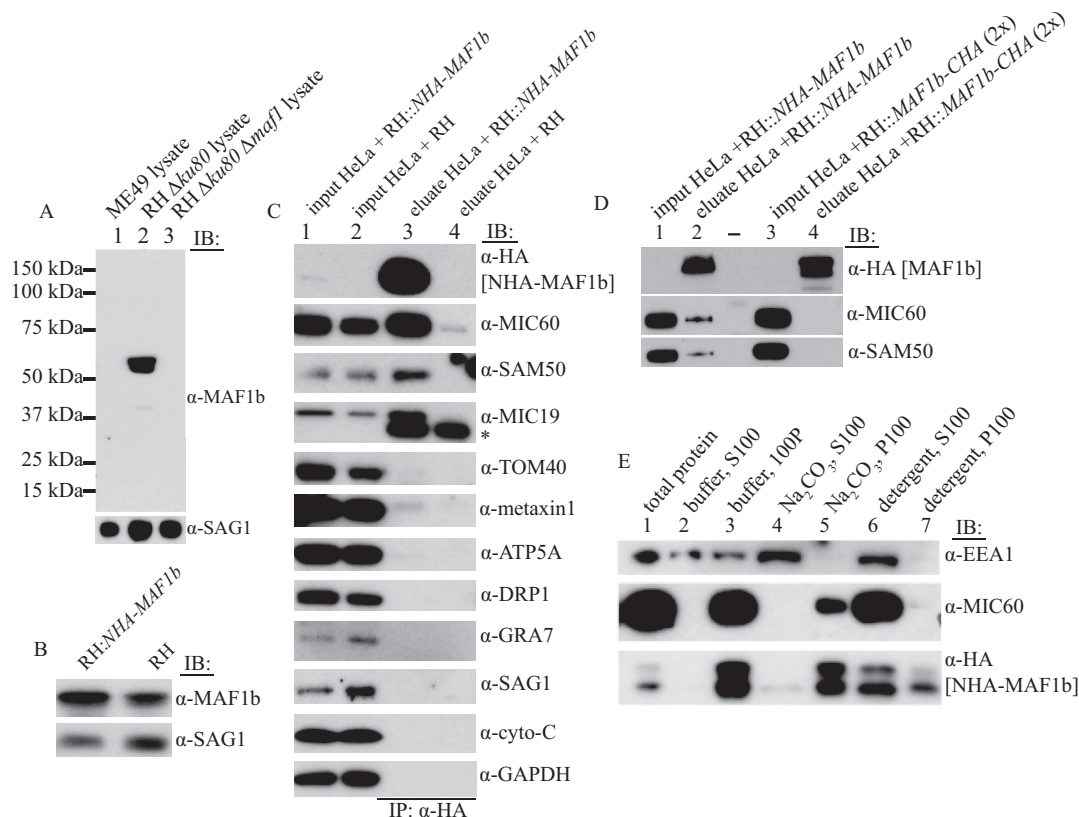 A
ME49 lysate
RH Δku80 lysate
RH Δku80 Δmaf1 lysate
1 2 3 IB:
150 kDa
100 kDa
75 kDa
50 kDa
37 kDa
25 kDa
15 kDa
α-MAF1b
α-SAG1
B
RH:NHA-MAF1b
RH
IB:
α-MAF1b
α-SAG1
C
input HeLa + RH::NHA-MAF1b
input HeLa + RH
eluate HeLa + RH::NHA-MAF1b
eluate HeLa + RH
1 2 3 4 IB:
α-HA
[NHA-MAF1b]
α-MIC60
α-SAM50
α-MIC19
*
α-TOM40
α-metaxin1
α-ATP5A
α-DRP1
α-GRA7
α-SAG1
α-cyto-C
α-GAPDH
IP: α-HA
D
input HeLa +RH::NHA-MAF1b
eluate HeLa +RH::NHA-MAF1b
input HeLa +RH::MAF1b-CHA (2x)
eluate HeLa +RH::MAF1b-CHA (2x)
1 2 – 3 4 IB:
α-HA [MAF1b]
α-MIC60
α-SAM50
E
total protein
buffer, S100
buffer, 100P
Na₂CO₃, S100
Na₂CO₃, P100
detergent, S100
detergent, P100
1 2 3 4 5 6 7 IB:
α-EEA1
α-MIC60
α-HA
[NHA-MAF1b]